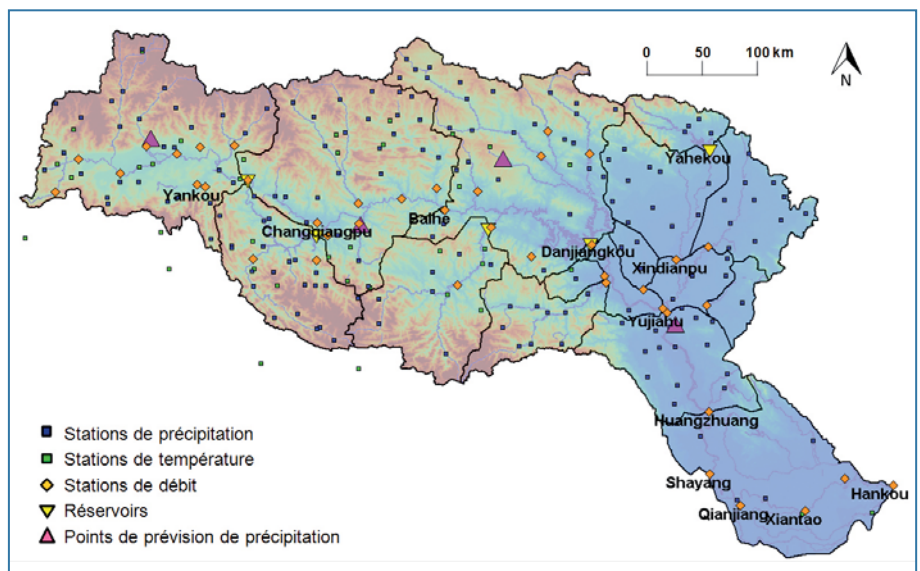 0 50 100 km
N
Yahekou
Yankou
Changqiangpu
Baihe
Danjiangkou
Xindianpu
Yujiahu
Huangzhuang
Shayang
Hankou
Qianjiang
Xiantao
Stations de précipitation
Stations de température
Stations de débit
Réservoirs
Points de prévision de précipitation